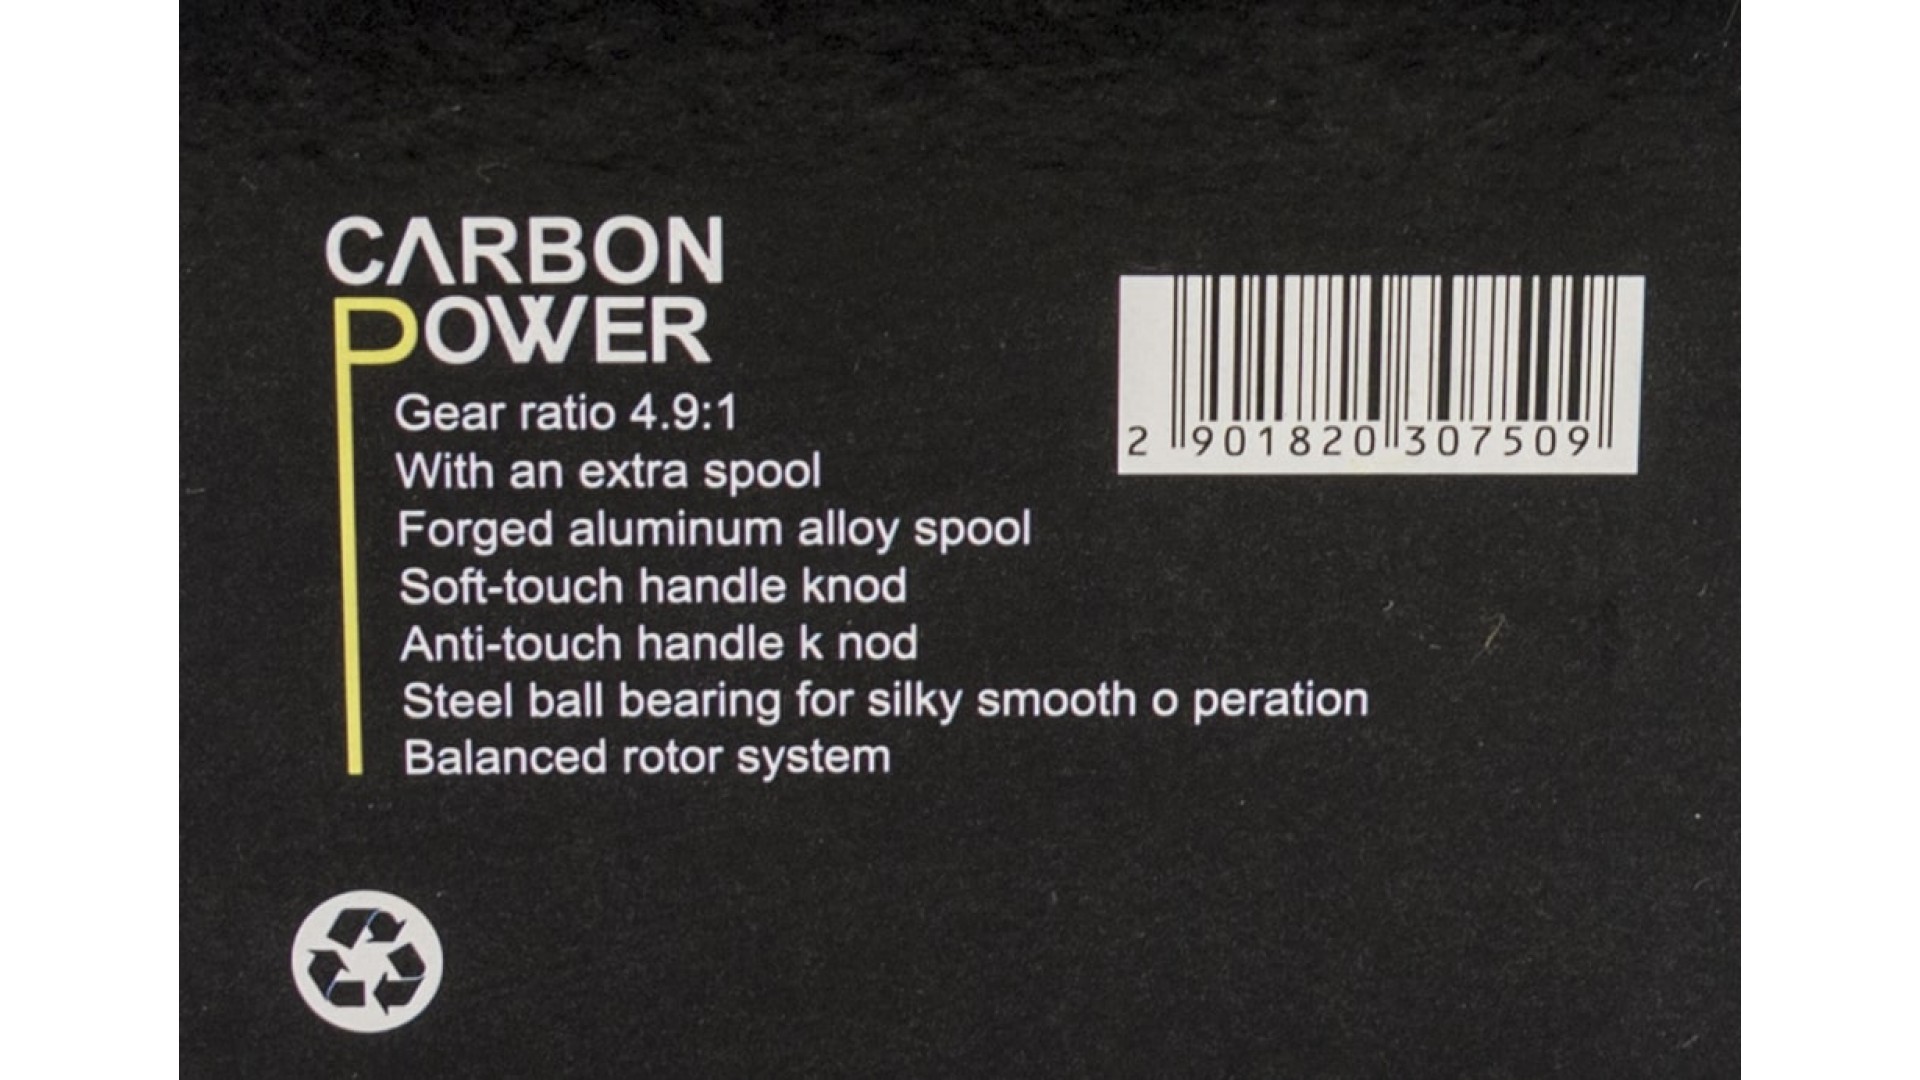 CARBON
POWER
Gear ratio 4.9:1
With an extra spool
Forged aluminum alloy spool
Soft-touch handle knod
Anti-touch handle k nod
Steel ball bearing for silky smooth o peration
Balanced rotor system
2 901820 307509